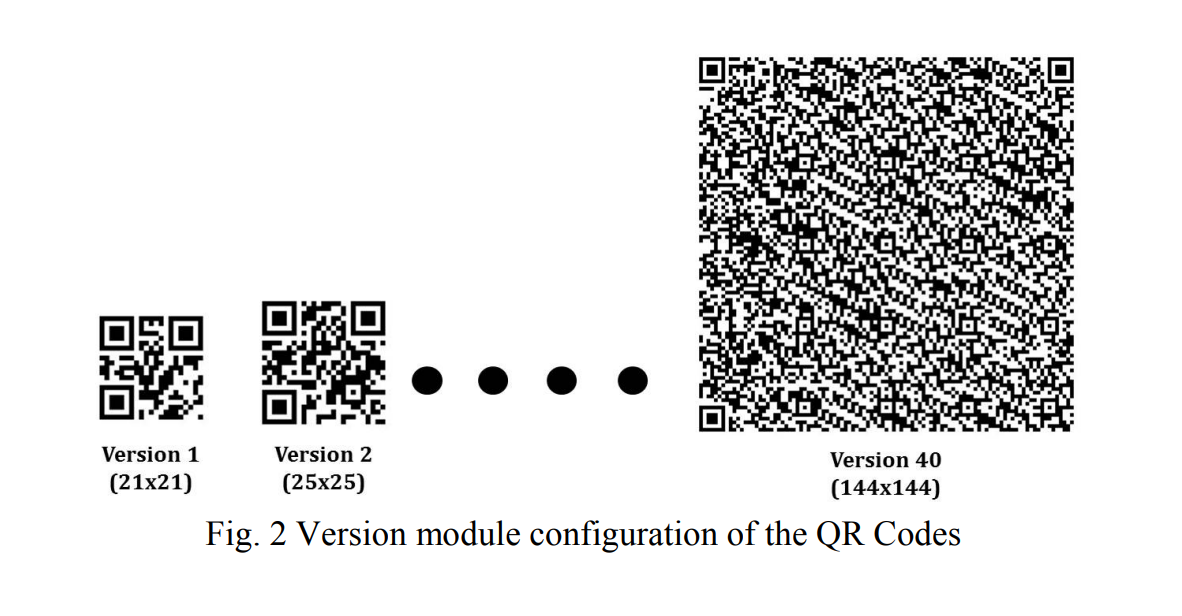 Version 1
(21x21)
Version 2
(25x25)
Version 40
(144x144)
Fig. 2 Version module configuration of the QR Codes